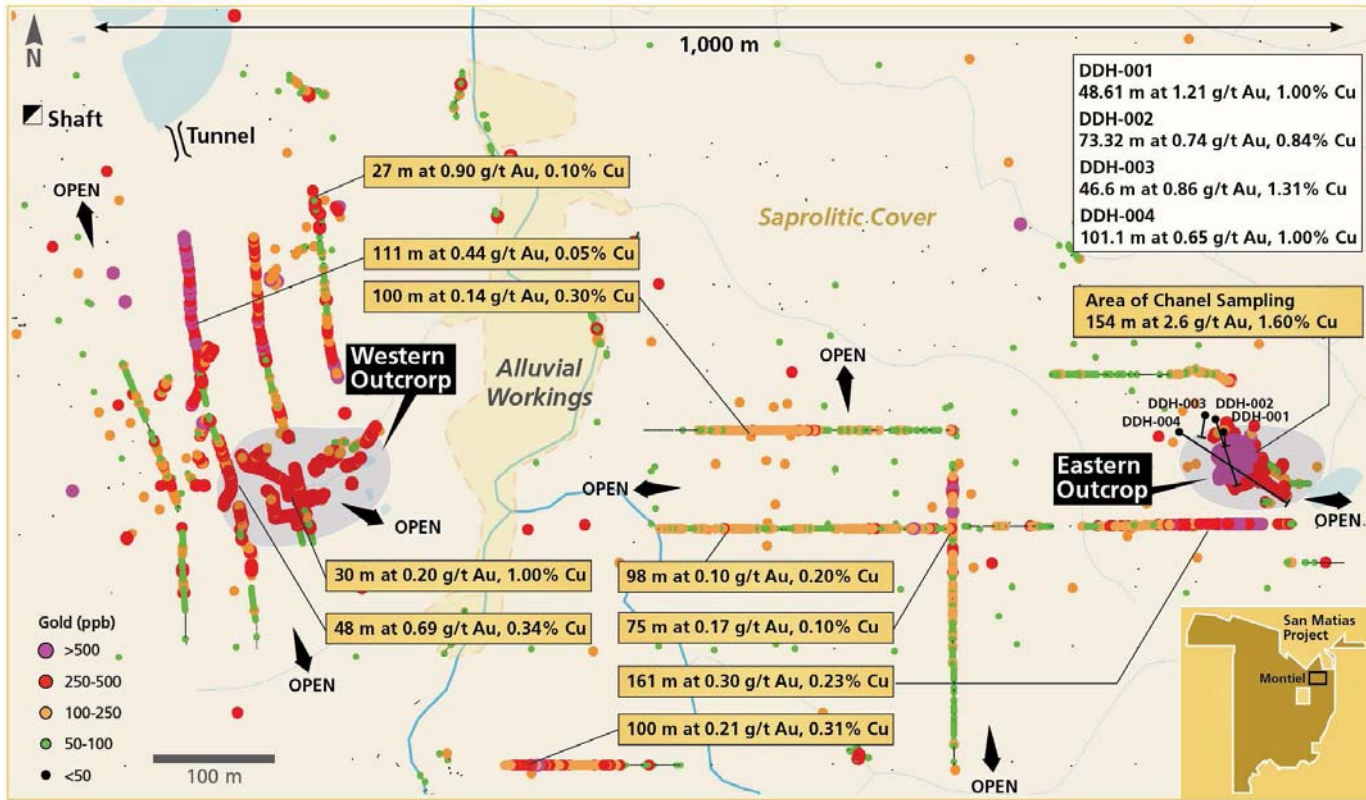 N
1,000 m
Shaft
Tunnel
OPEN
DDH-001
48.61 m at 1.21 g/t Au, 1.00% Cu
DDH-002
73.32 m at 0.74 g/t Au, 0.84% Cu
DDH-003
46.6 m at 0.86 g/t Au, 1.31% Cu
DDH-004
101.1 m at 0.65 g/t Au, 1.00% Cu
27 m at 0.90 g/t Au, 0.10% Cu
Saprolitic Cover
111 m at 0.44 g/t Au, 0.05% Cu
100 m at 0.14 g/t Au, 0.30% Cu
Area of Chanel Sampling
154 m at 2.6 g/t Au, 1.60% Cu
Western
Outcrorp
Alluvial
Workings
OPEN
DDH-003
DDH-002
DDH-004
DDH-001
Eastern
Outcrop
OPEN
OPEN
OPEN
30 m at 0.20 g/t Au, 1.00% Cu
98 m at 0.10 g/t Au, 0.20% Cu
48 m at 0.69 g/t Au, 0.34% Cu
75 m at 0.17 g/t Au, 0.10% Cu
161 m at 0.30 g/t Au, 0.23% Cu
100 m at 0.21 g/t Au, 0.31% Cu
OPEN
OPEN
Gold (ppb)
>500
250-500
100-250
50-100
<50
100 m
San Matias
Project
Montiel